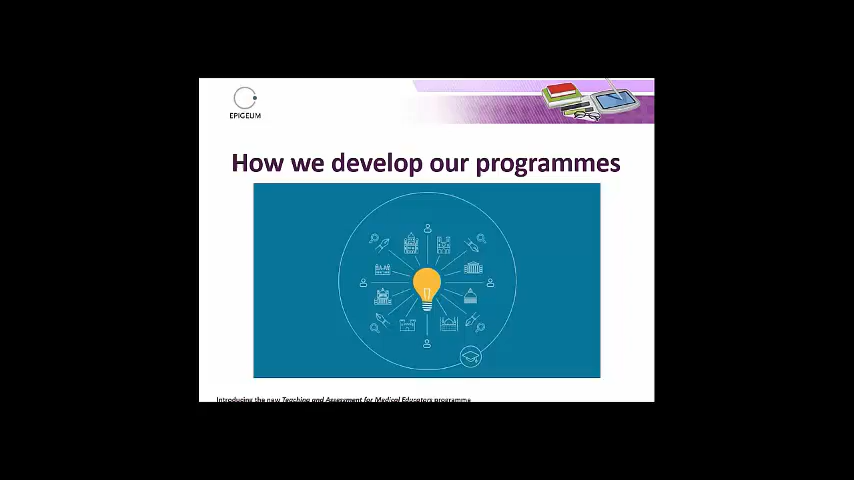 EPIGEUM
How we develop our programmes
Introducing the new Teaching and Assessment for Medical Educators programme